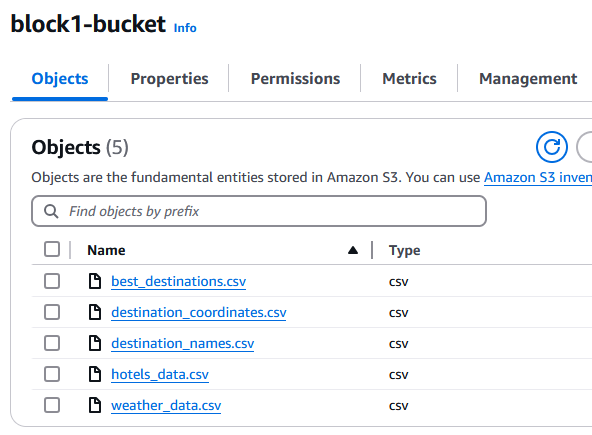 block1-bucket Info
Objects Properties Permissions Metrics Management
Objects (5)
Objects are the fundamental entities stored in Amazon S3. You can use Amazon S3 inven
Find objects by prefix
Name Type
best_destinations.csv csv
destination_coordinates.csv csv
destination_names.csv csv
hotels_data.csv csv
weather_data.csv csv